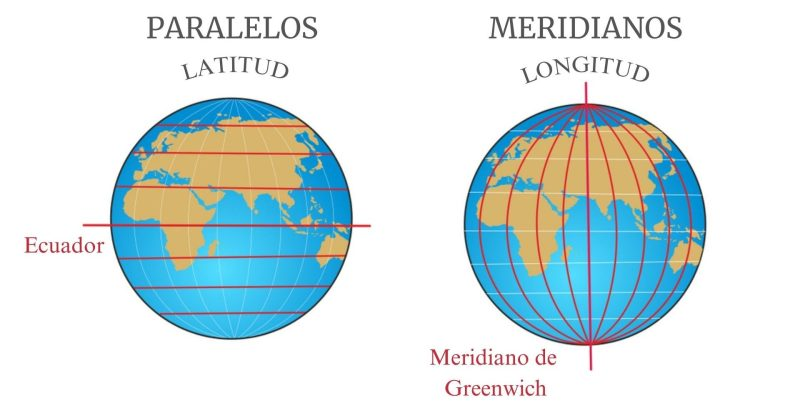 PARALELOS
LATITUD
Ecuador
MERIDIANOS
LONGITUD
Meridiano de
Greenwich